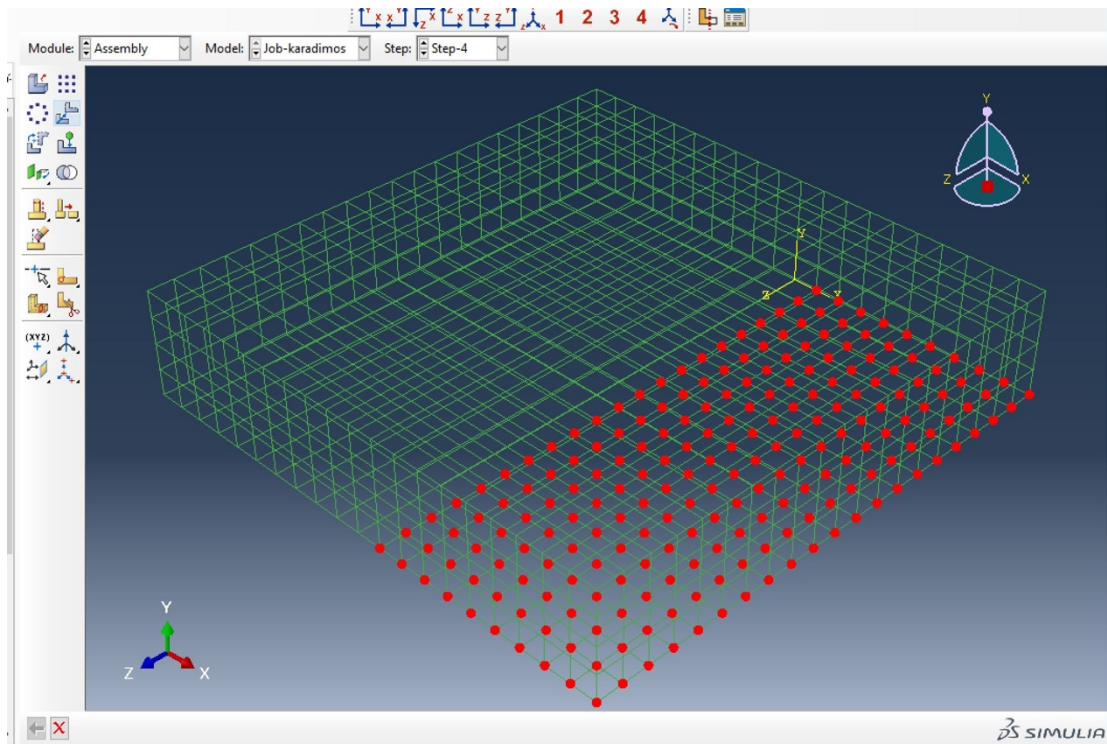 1 2 3 4
Module: Assembly Model: Job-karadimos Step: Step-4
Y
Z X
(XYZ)
Y
Z X
Y
Z X
SIMULIA